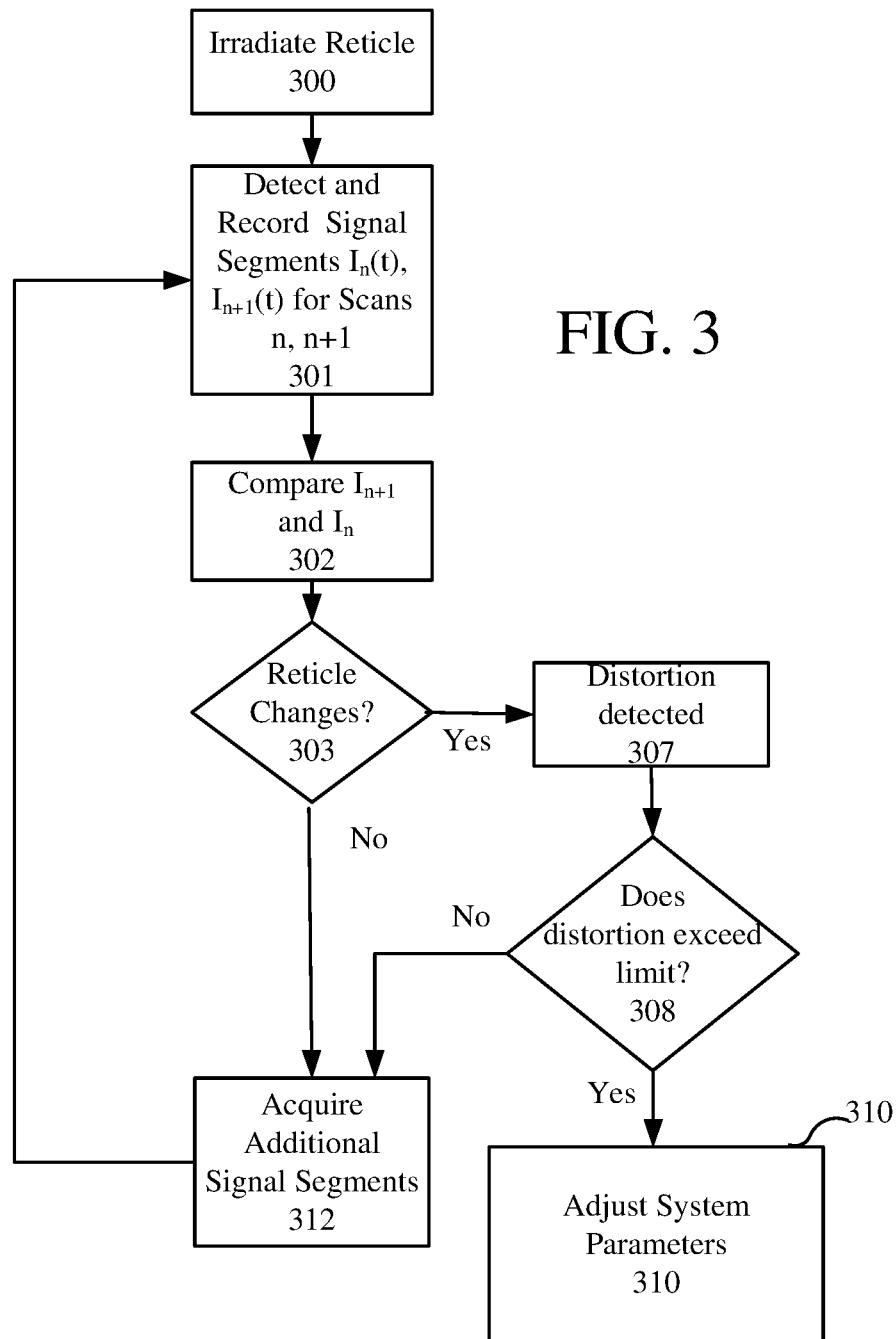 Irradiate Reticle
300
Detect and
Record Signal
Segments Iₙ(t),
Iₙ₊₁(t) for Scans
n, n+1
301
FIG. 3
Compare Iₙ₊₁
and Iₙ
302
Reticle
Changes?
303
Yes
Distortion
detected
307
No
Does
distortion exceed
limit?
308
No
Yes
Acquire
Additional
Signal Segments
312
310
Adjust System
Parameters
310